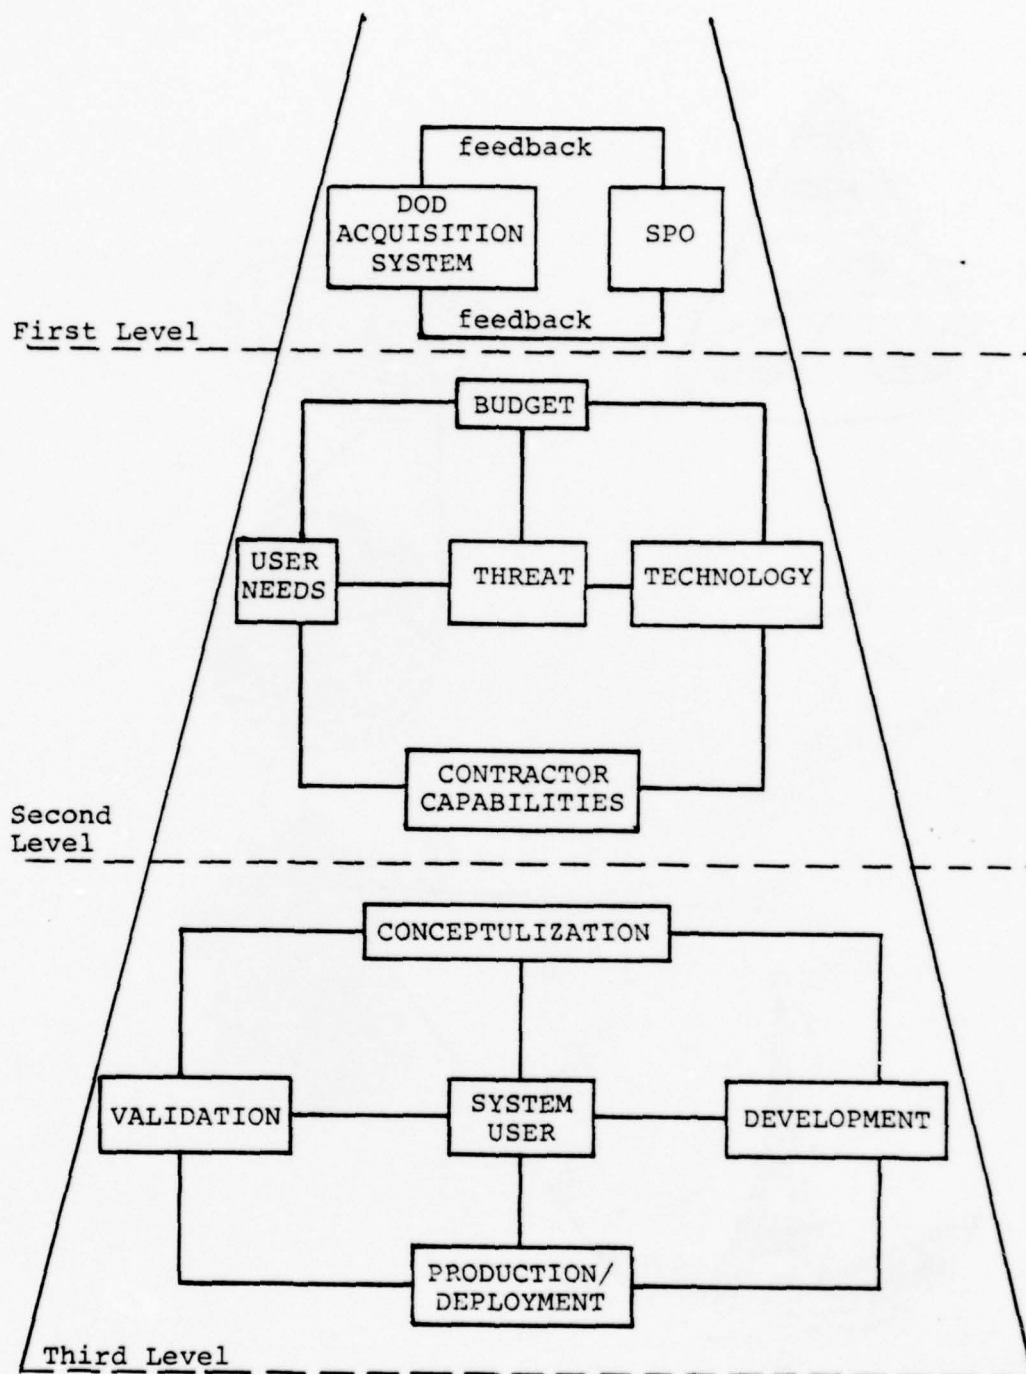 feedback
DOD
ACQUISITION
SYSTEM
SPO
feedback
First Level
BUDGET
USER
NEEDS
THREAT
TECHNOLOGY
CONTRACTOR
CAPABILITIES
Second
Level
CONCEPTULIZATION
VALIDATION
SYSTEM
USER
DEVELOPMENT
PRODUCTION/
DEPLOYMENT
Third Level